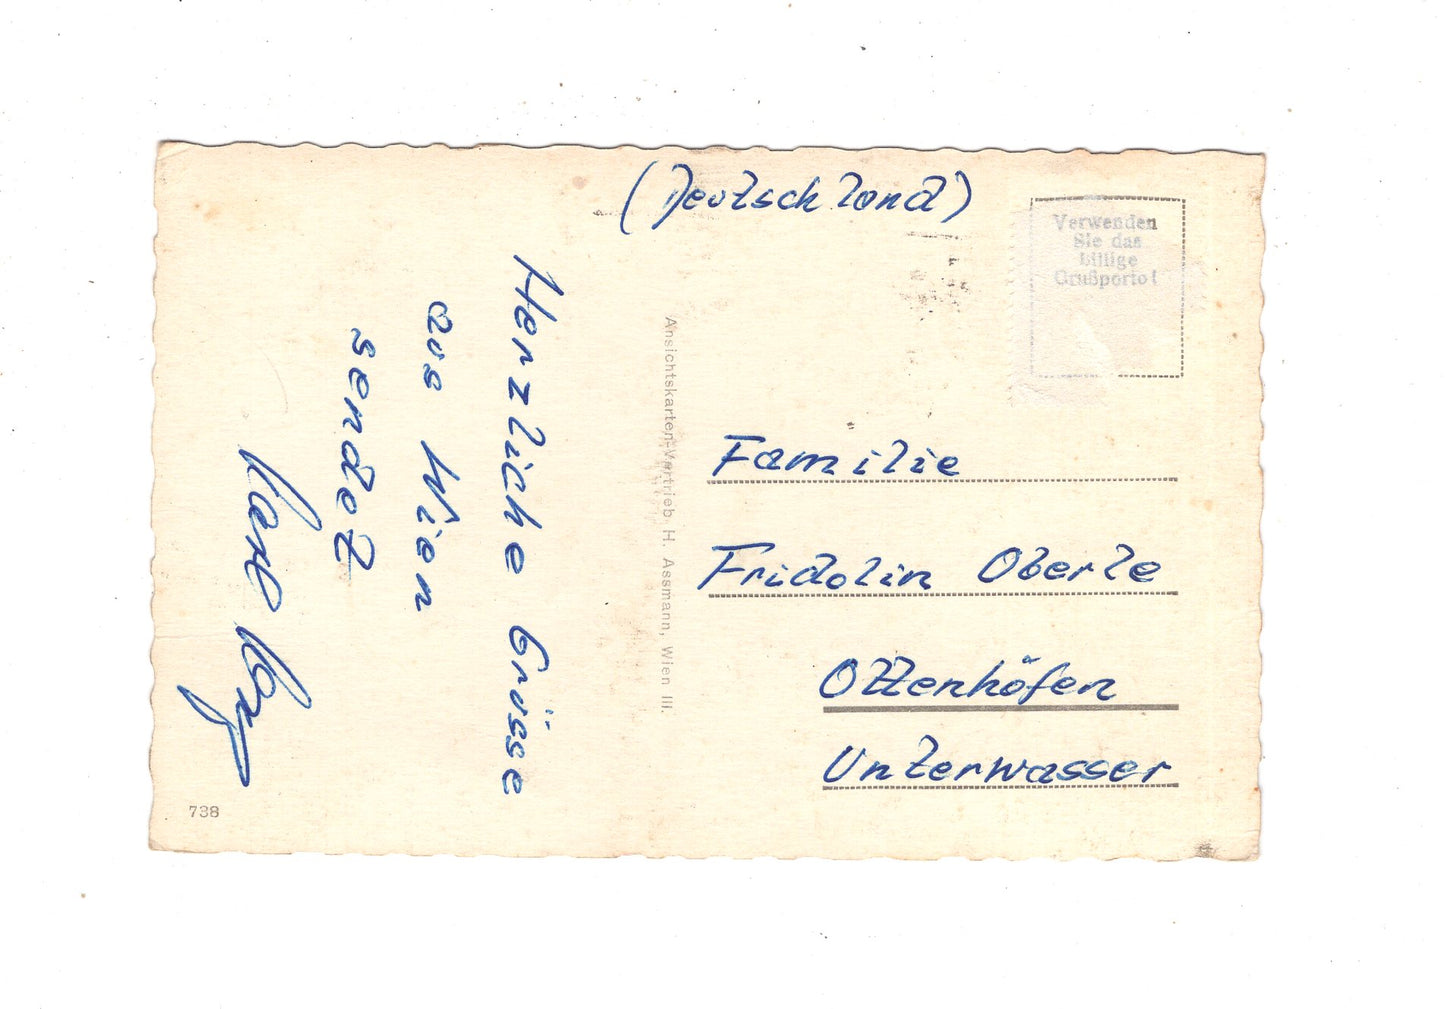 (Deutschland)
Verwenden
Sie das
billige
Grußporto!
Herzliche Grüsse
aus Wien
sendet
Karl
Ansichtskarten-Vertrieb H. Assmann, Wien III.
Familie
Fridolin Oberle
Ottenhöfen
Unterwasser
738